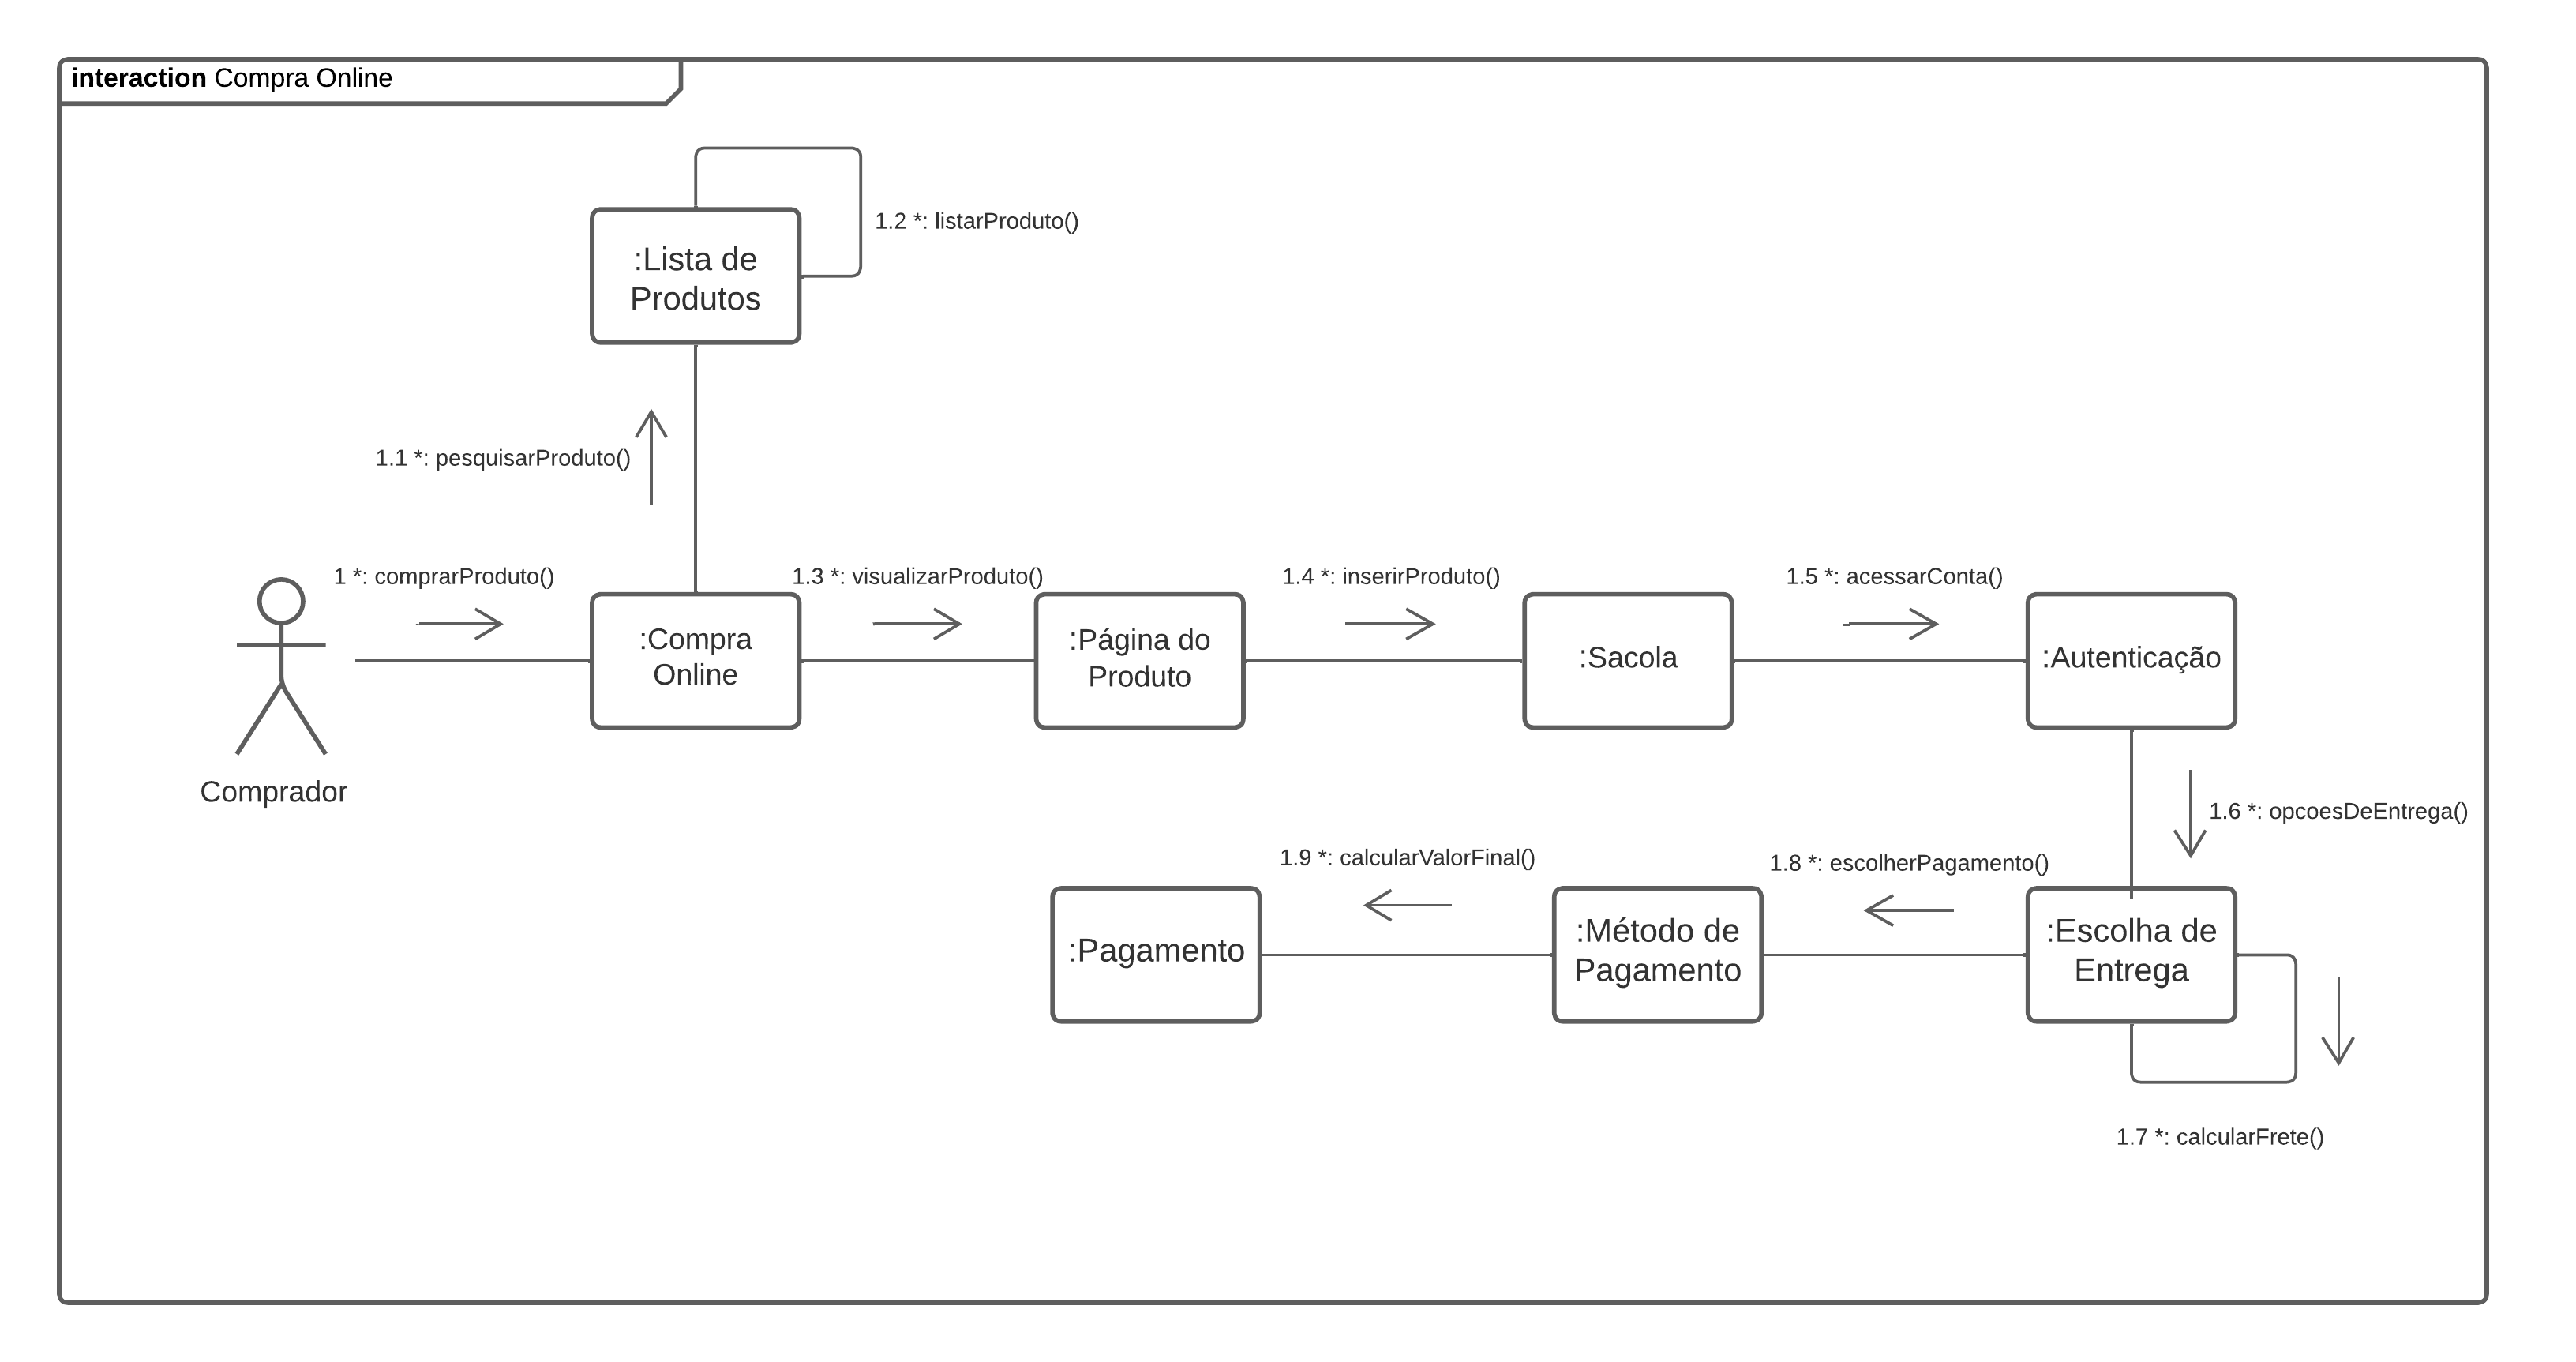 interaction Compra Online
1.2 *: listarProduto()
:Lista de
Produtos
1.1 *: pesquisarProduto()
1 *: comprarProduto()
1.3 *: visualizarProduto()
1.4 *: inserirProduto()
1.5 *: acessarConta()
:Compra
Online
:Página do
Produto
:Sacola
:Autenticação
Comprador
1.6 *: opcoesDeEntrega()
1.9 *: calcularValorFinal()
1.8 *: escolherPagamento()
:Pagamento
:Método de
Pagamento
:Escolha de
Entrega
1.7 *: calcularFrete()